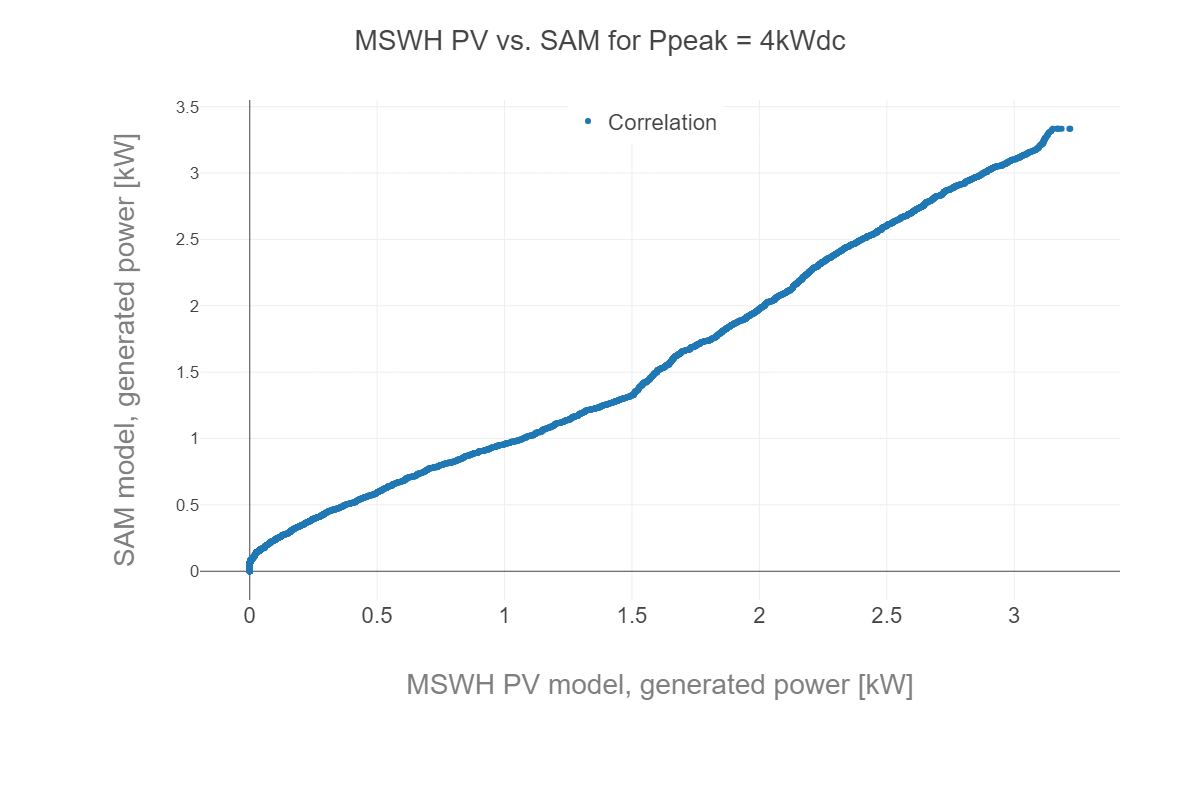 MSWH PV vs. SAM for Ppeak = 4kWdc
Correlation
SAM model, generated power [kW]
3.5
3
2.5
2
1.5
1
0.5
0
0 0.5 1 1.5 2 2.5 3
MSWH PV model, generated power [kW]